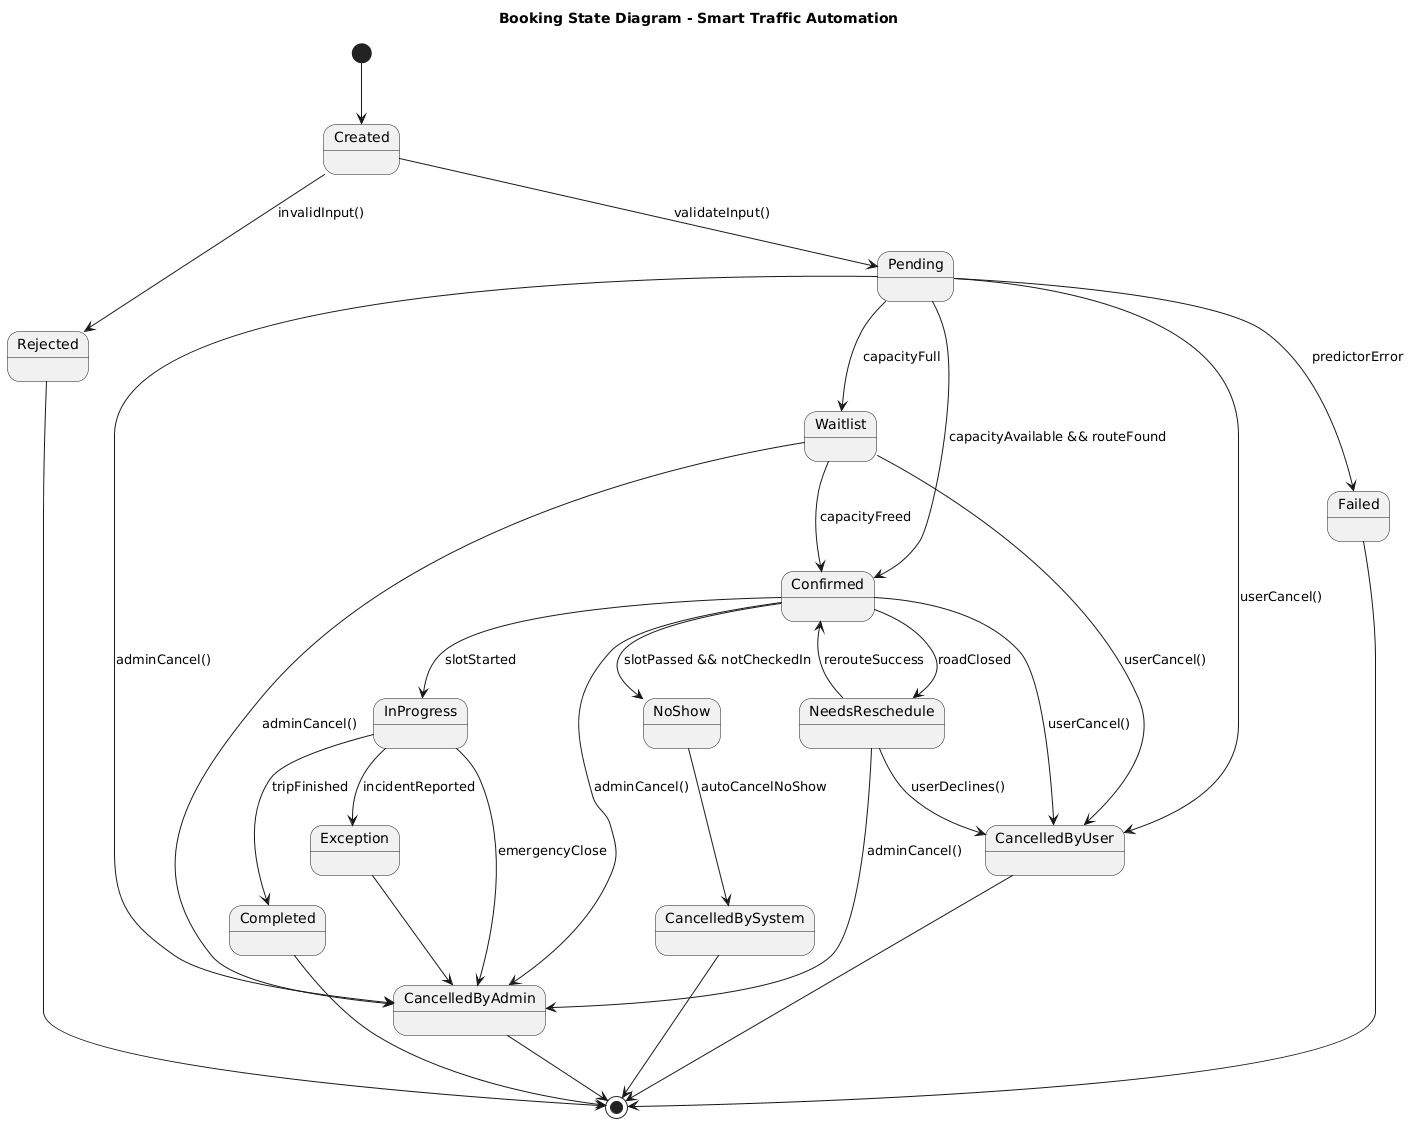 Booking State Diagram - Smart Traffic Automation
Created
invalidInput()
validateInput()
Pending
Rejected
capacityFull
predictorError
Waitlist
capacityAvailable && routeFound
Failed
capacityFreed
Confirmed
userCancel()
adminCancel()
slotStarted
slotPassed && notCheckedIn
rerouteSuccess
roadClosed
userCancel()
InProgress
NoShow
NeedsReschedule
adminCancel()
userCancel()
tripFinished
incidentReported
adminCancel()
autoCancelNoShow
userDeclines()
Exception
CancelledByUser
emergencyClose
adminCancel()
Completed
CancelledBySystem
CancelledByAdmin